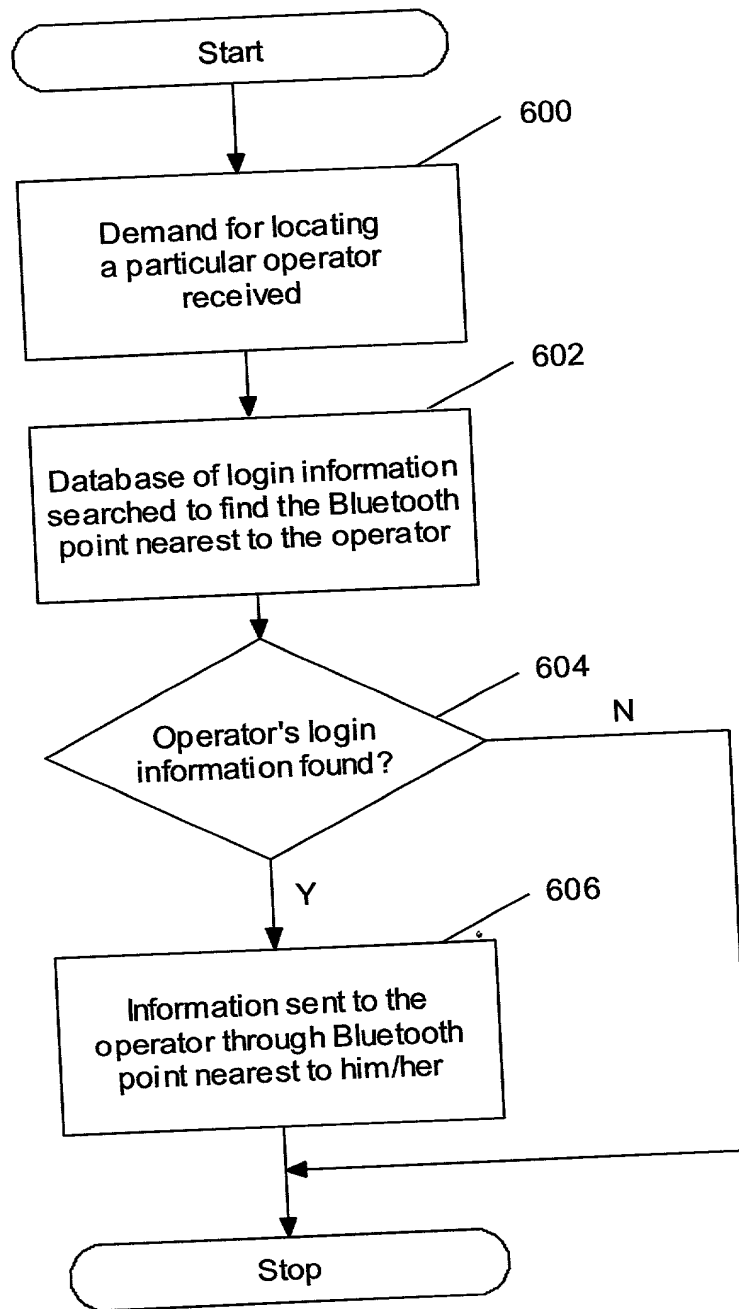 Start
600
Demand for locating
a particular operator
received
602
Database of login information
searched to find the Bluetooth
point nearest to the operator
604
Operator's login
information found?
N
Y
606
Information sent to the
operator through Bluetooth
point nearest to him/her
Stop